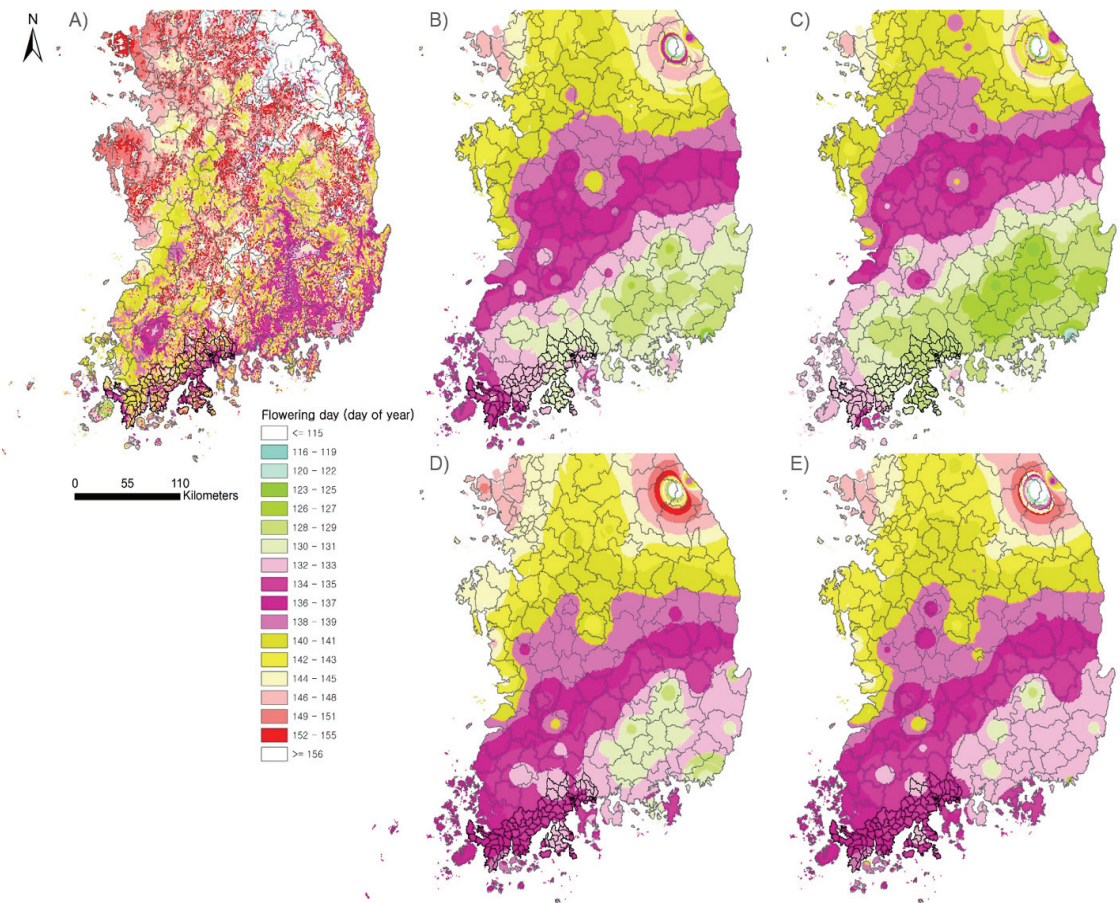 N
A)
B)
C)
Flowering day (day of year)
<= 115
116 - 119
120 - 122
123 - 125
126 - 127
128 - 129
130 - 131
132 - 133
134 - 135
136 - 137
138 - 139
140 - 141
142 - 143
144 - 145
146 - 148
149 - 151
152 - 155
>= 156
0 55 110
Kilometers
D)
E)